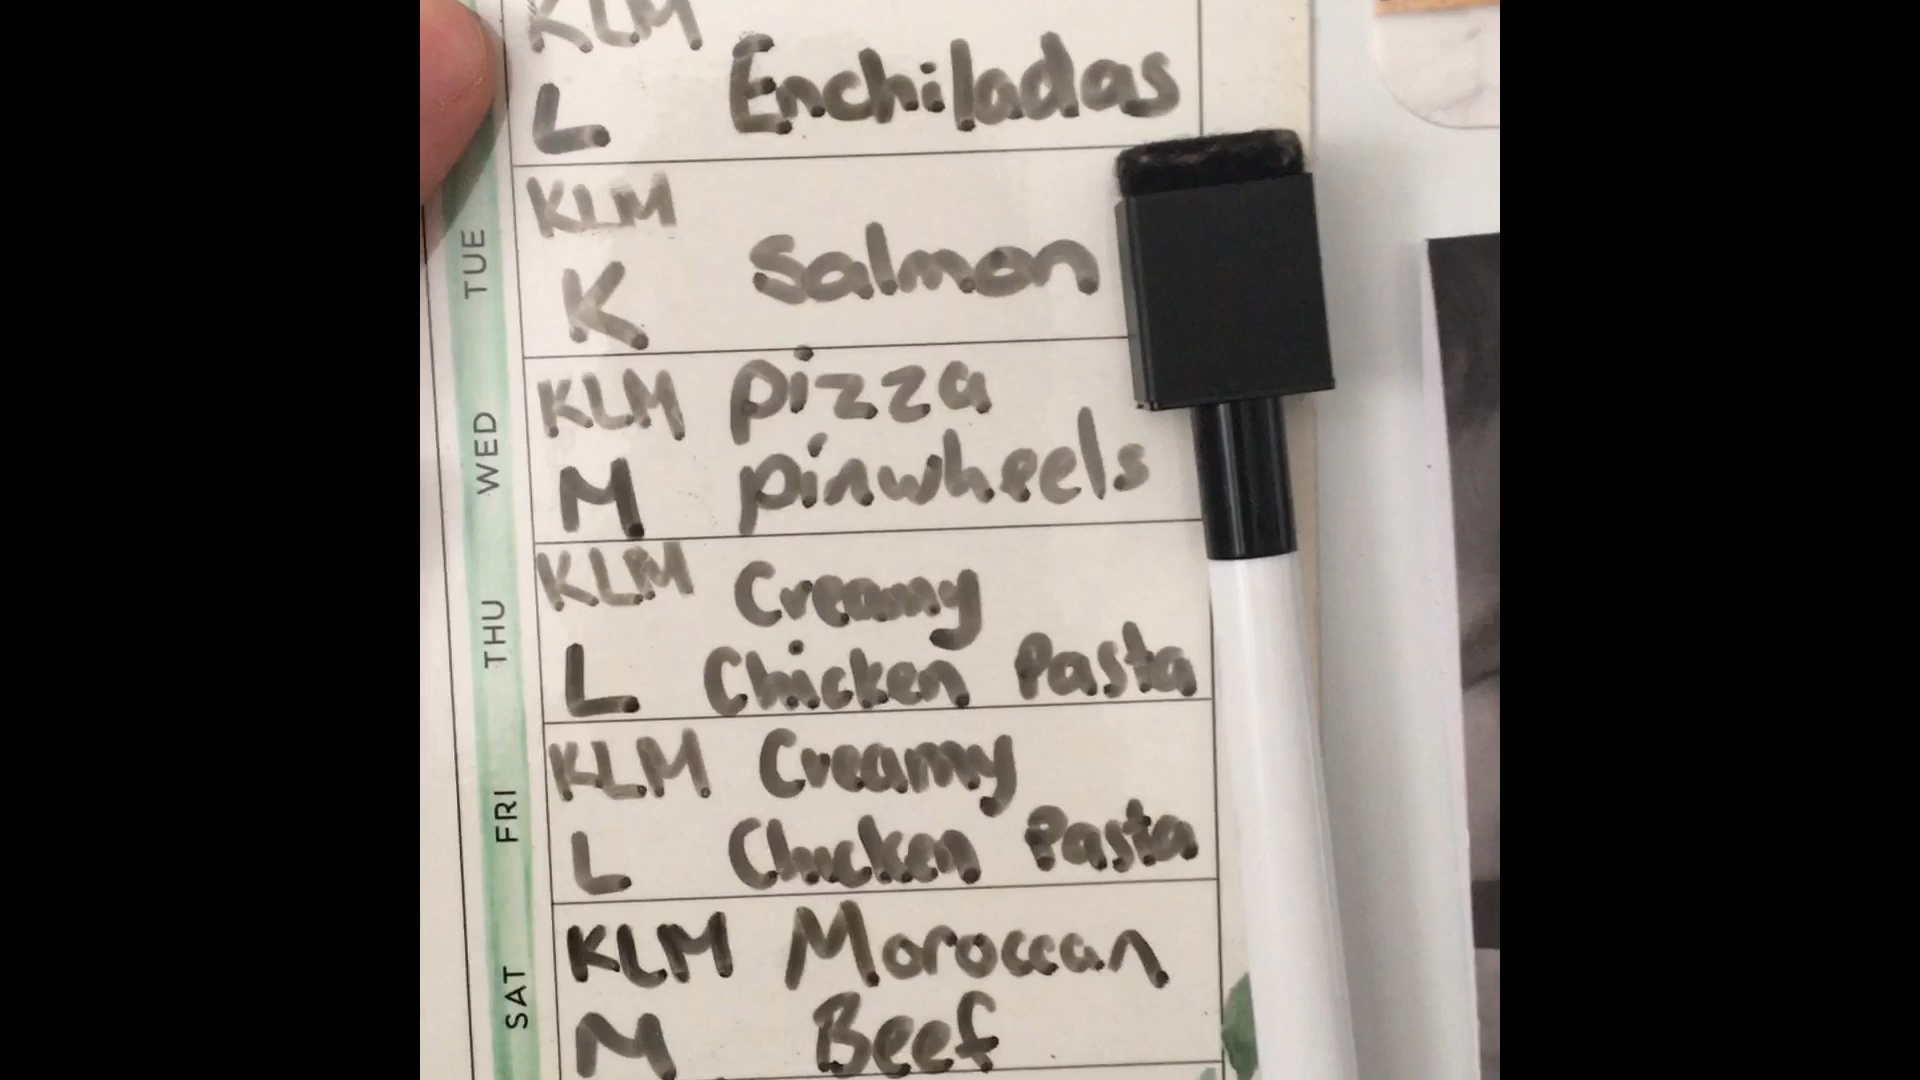 KLM
L Enchiladas
TUE
KLM
K Salmon
WED
KLM pizza
M pinwheels
THU
KLM Creamy
L Chicken Pasta
FRI
KLM Creamy
L Chicken Pasta
SAT
KLM Moroccan
M Beef